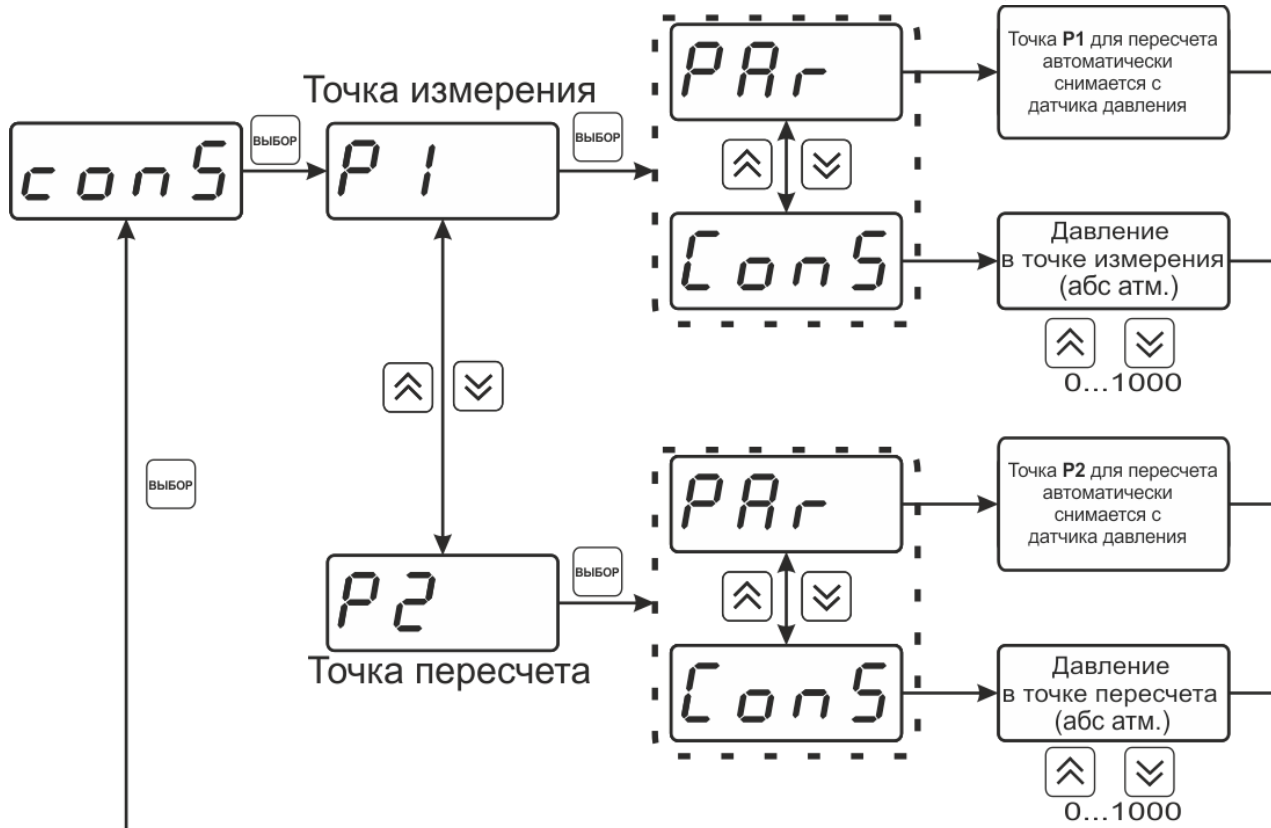 Точка измерения
conS
ВЫБОР
P1
ВЫБОР
PAr
Точка P1 для пересчета
автоматически
снимается с
датчика давления
ConS
Давление
в точке измерения
(абс атм.)
0...1000
ВЫБОР
P2
Точка пересчета
ВЫБОР
PAr
Точка P2 для пересчета
автоматически
снимается с
датчика давления
ConS
Давление
в точке пересчета
(абс атм.)
0...1000